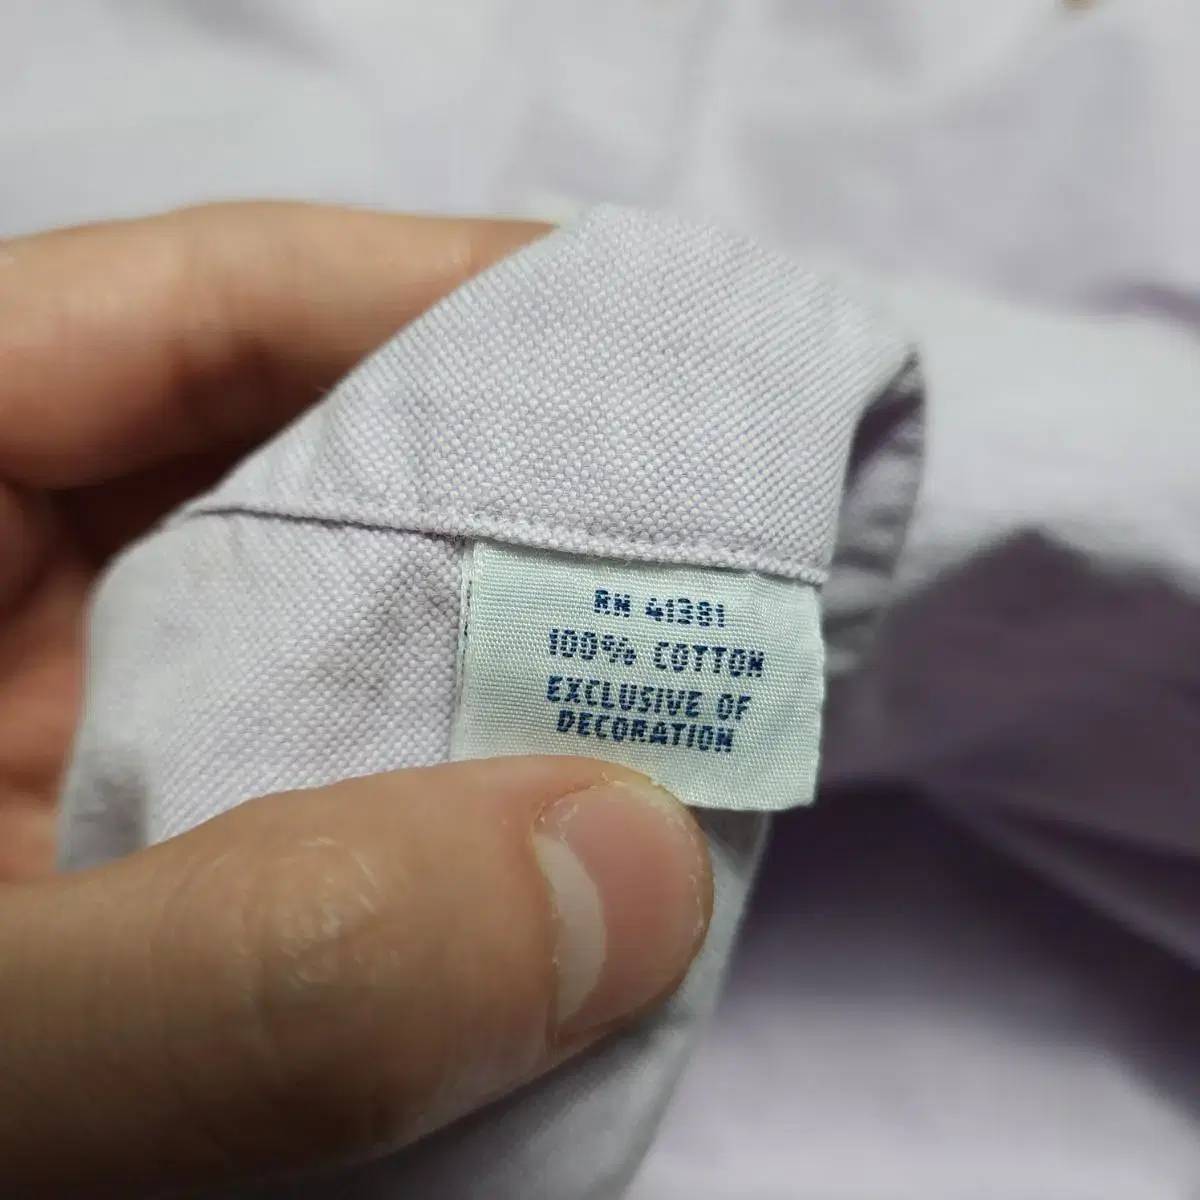 RN 41381
100% COTTON
EXCLUSIVE OF
DECORATION